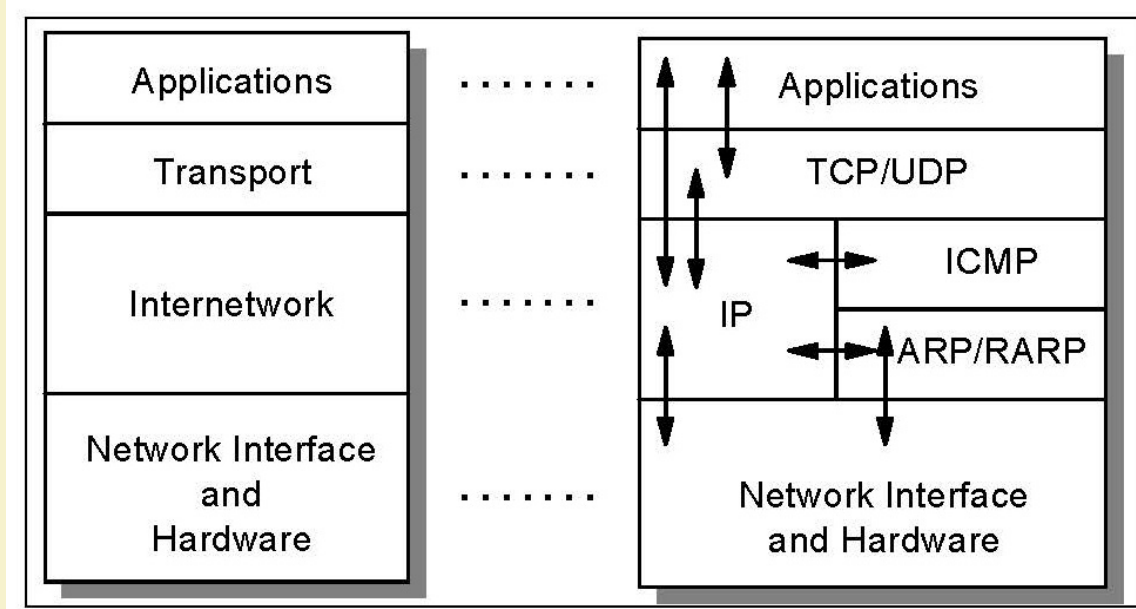 Applications
Transport
Internetwork
Network Interface
and
Hardware
Applications
TCP/UDP
ICMP
IP
ARP/RARP
Network Interface
and Hardware